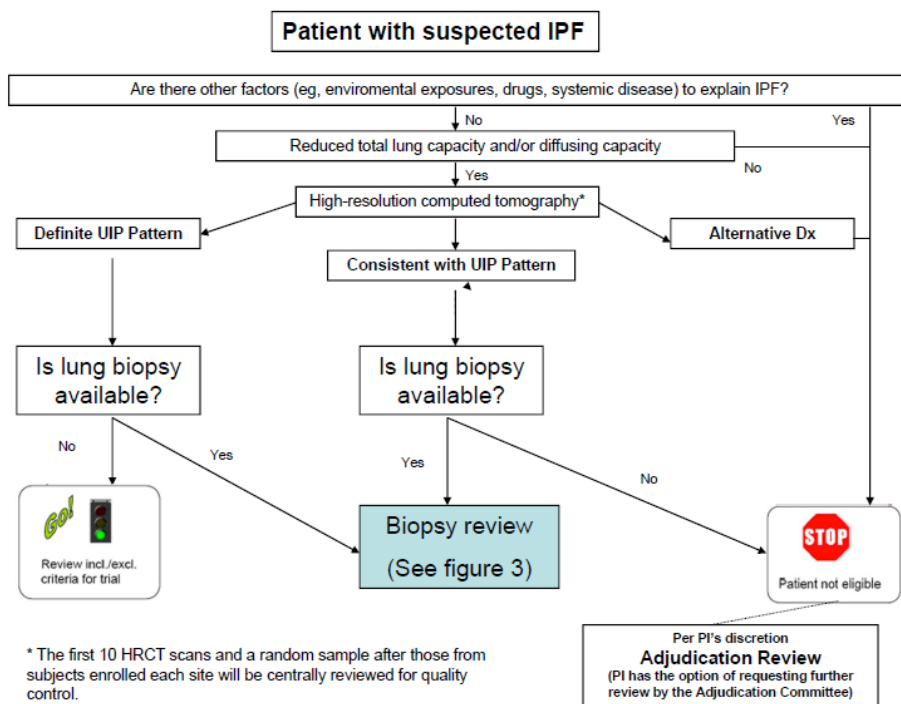 Patient with suspected IPF
Are there other factors (eg, enviromental exposures, drugs, systemic disease) to explain IPF?
No
Yes
Reduced total lung capacity and/or diffusing capacity
No
Yes
High-resolution computed tomography*
Definite UIP Pattern
Alternative Dx
Consistent with UIP Pattern
Is lung biopsy
available?
Is lung biopsy
available?
No
Yes
Yes
No
GO!
Review incl./excl.
criteria for trial
Biopsy review
(See figure 3)
STOP
Patient not eligible
* The first 10 HRCT scans and a random sample after those from
subjects enrolled each site will be centrally reviewed for quality
control.
Per PI's discretion
Adjudication Review
(PI has the option of requesting further
review by the Adjudication Committee)